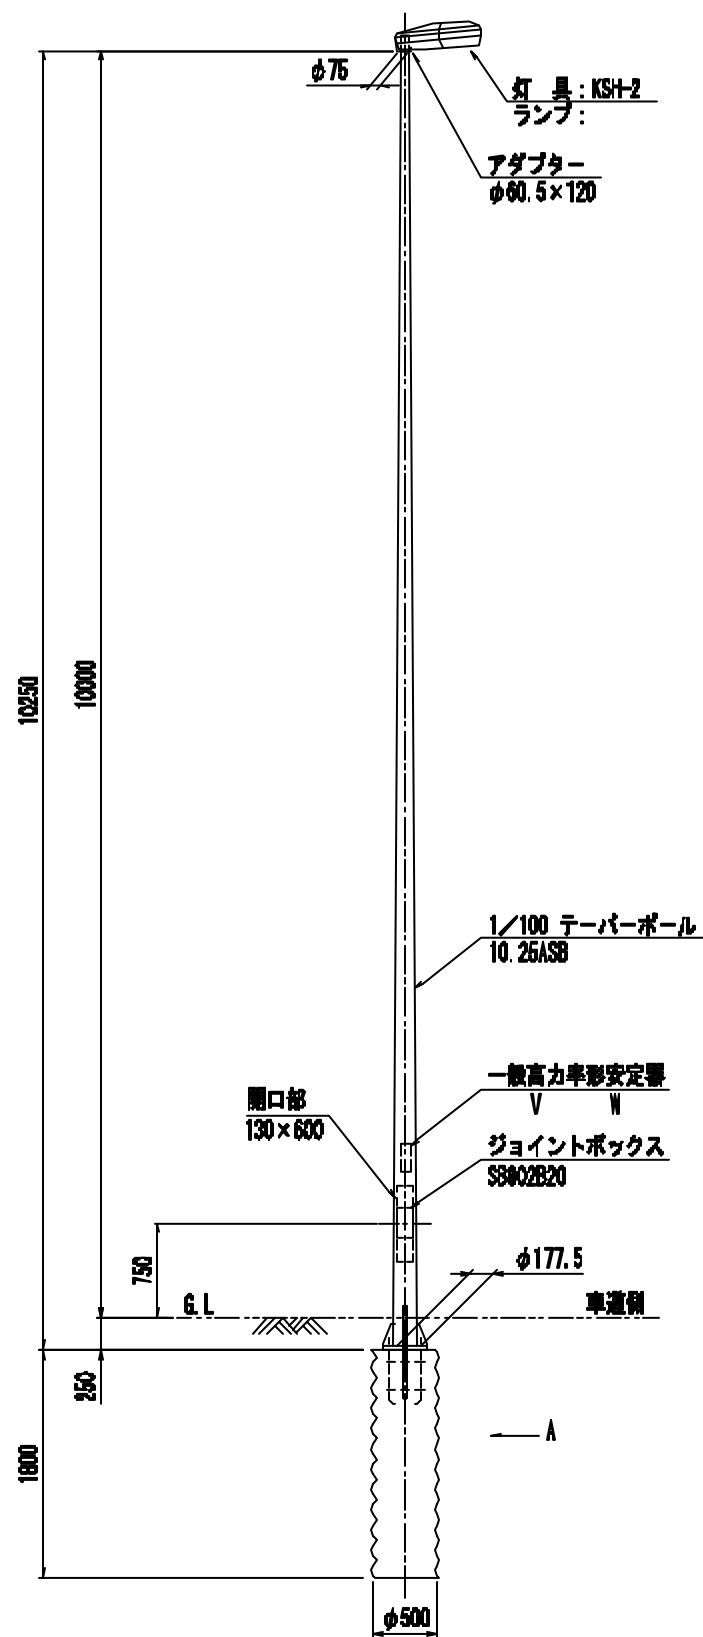 φ75
灯　具：KSH-2
ランプ：
アダプター
φ60.5×120
10250
10000
1／100 テーパーポール
10.25ASB
一般高力率形安定器
V W
開口部
130×600
ジョイントボックス
SB002B20
750
φ177.5
G.L
車道側
250
A
1800
φ500